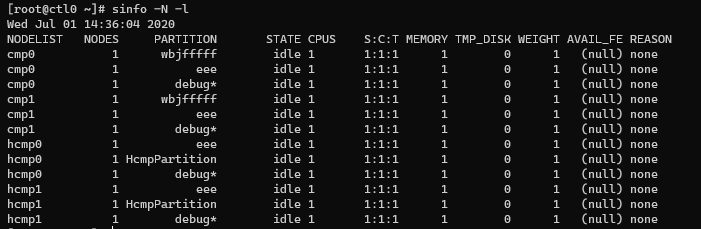 [root@ctl0 ~]# sinfo -N -l
Wed Jul 01 14:36:04 2020
NODELIST   NODES     PARTITION       STATE CPUS    S:C:T MEMORY TMP_DISK WEIGHT AVAIL_FE REASON
cmp0           1      wbjfffff        idle 1       1:1:1      1        0      1   (null) none
cmp0           1           eee        idle 1       1:1:1      1        0      1   (null) none
cmp0           1        debug*        idle 1       1:1:1      1        0      1   (null) none
cmp1           1      wbjfffff        idle 1       1:1:1      1        0      1   (null) none
cmp1           1           eee        idle 1       1:1:1      1        0      1   (null) none
cmp1           1        debug*        idle 1       1:1:1      1        0      1   (null) none
hcmp0          1           eee        idle 1       1:1:1      1        0      1   (null) none
hcmp0          1 HcmpPartition        idle 1       1:1:1      1        0      1   (null) none
hcmp0          1        debug*        idle 1       1:1:1      1        0      1   (null) none
hcmp1          1           eee        idle 1       1:1:1      1        0      1   (null) none
hcmp1          1 HcmpPartition        idle 1       1:1:1      1        0      1   (null) none
hcmp1          1        debug*        idle 1       1:1:1      1        0      1   (null) none